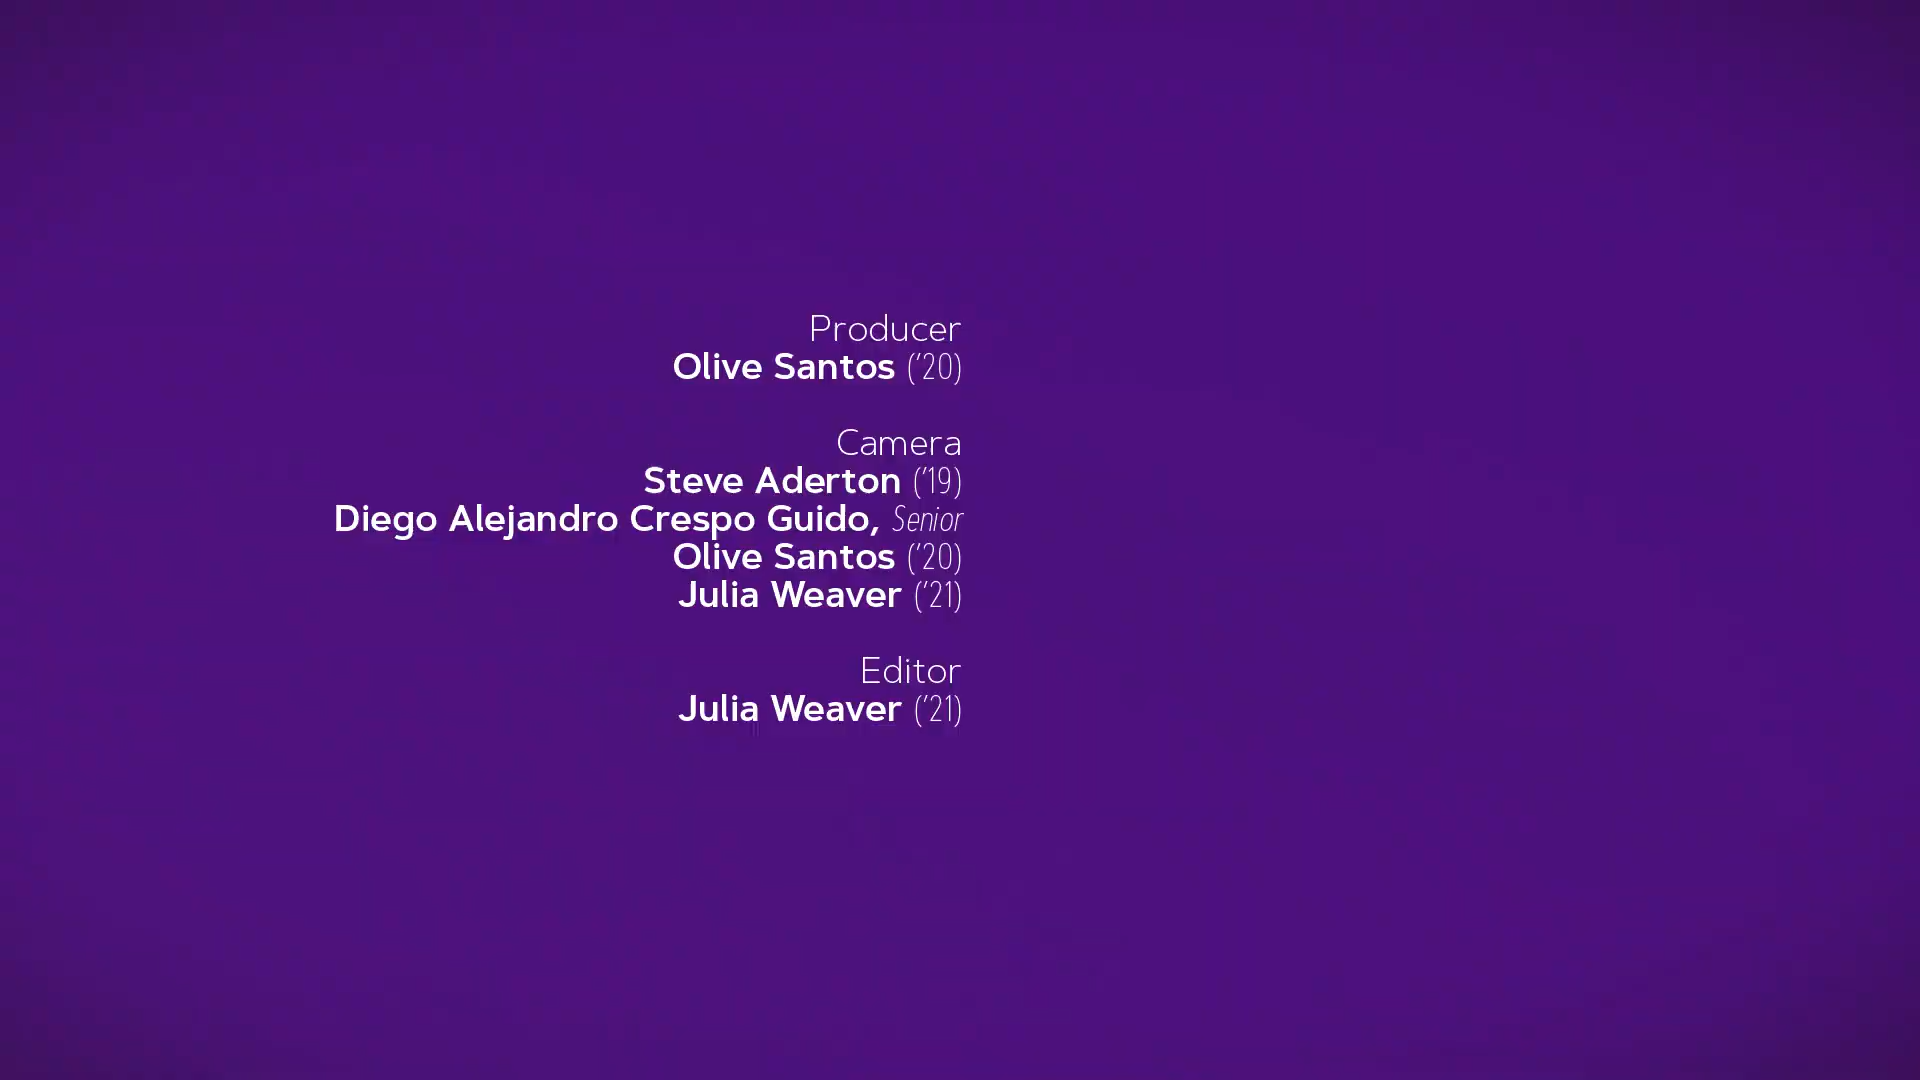 Producer
Olive Santos (’20)
Camera
Steve Aderton (’19)
Diego Alejandro Crespo Guido, Senior
Olive Santos (’20)
Julia Weaver (’21)
Editor
Julia Weaver (’21)